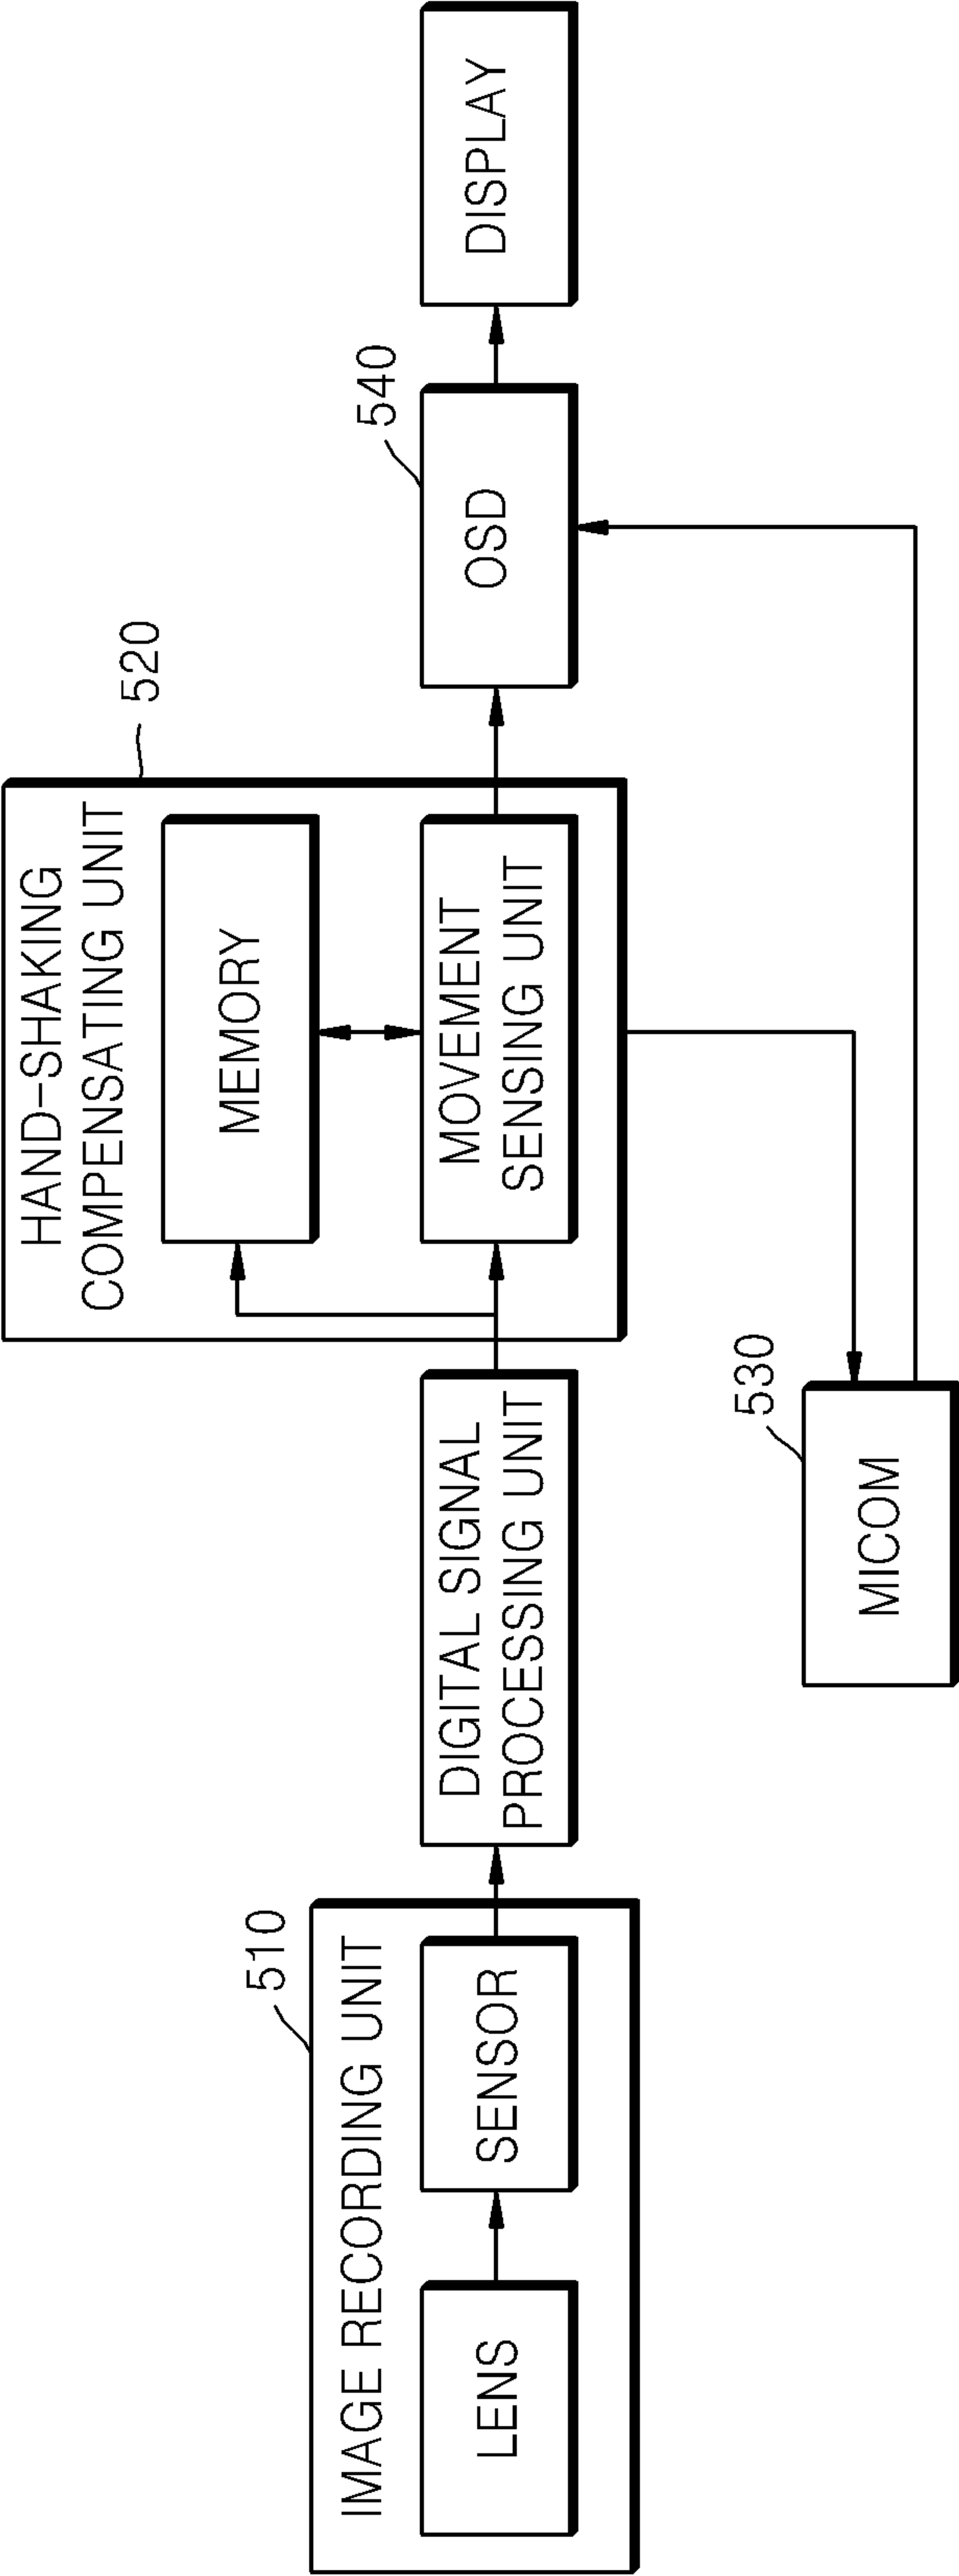 510
IMAGE RECORDING UNIT
LENS
SENSOR
DIGITAL SIGNAL
PROCESSING UNIT
520
HAND-SHAKING
COMPENSATING UNIT
MEMORY
MOVEMENT
SENSING UNIT
530
MICOM
540
OSD
DISPLAY